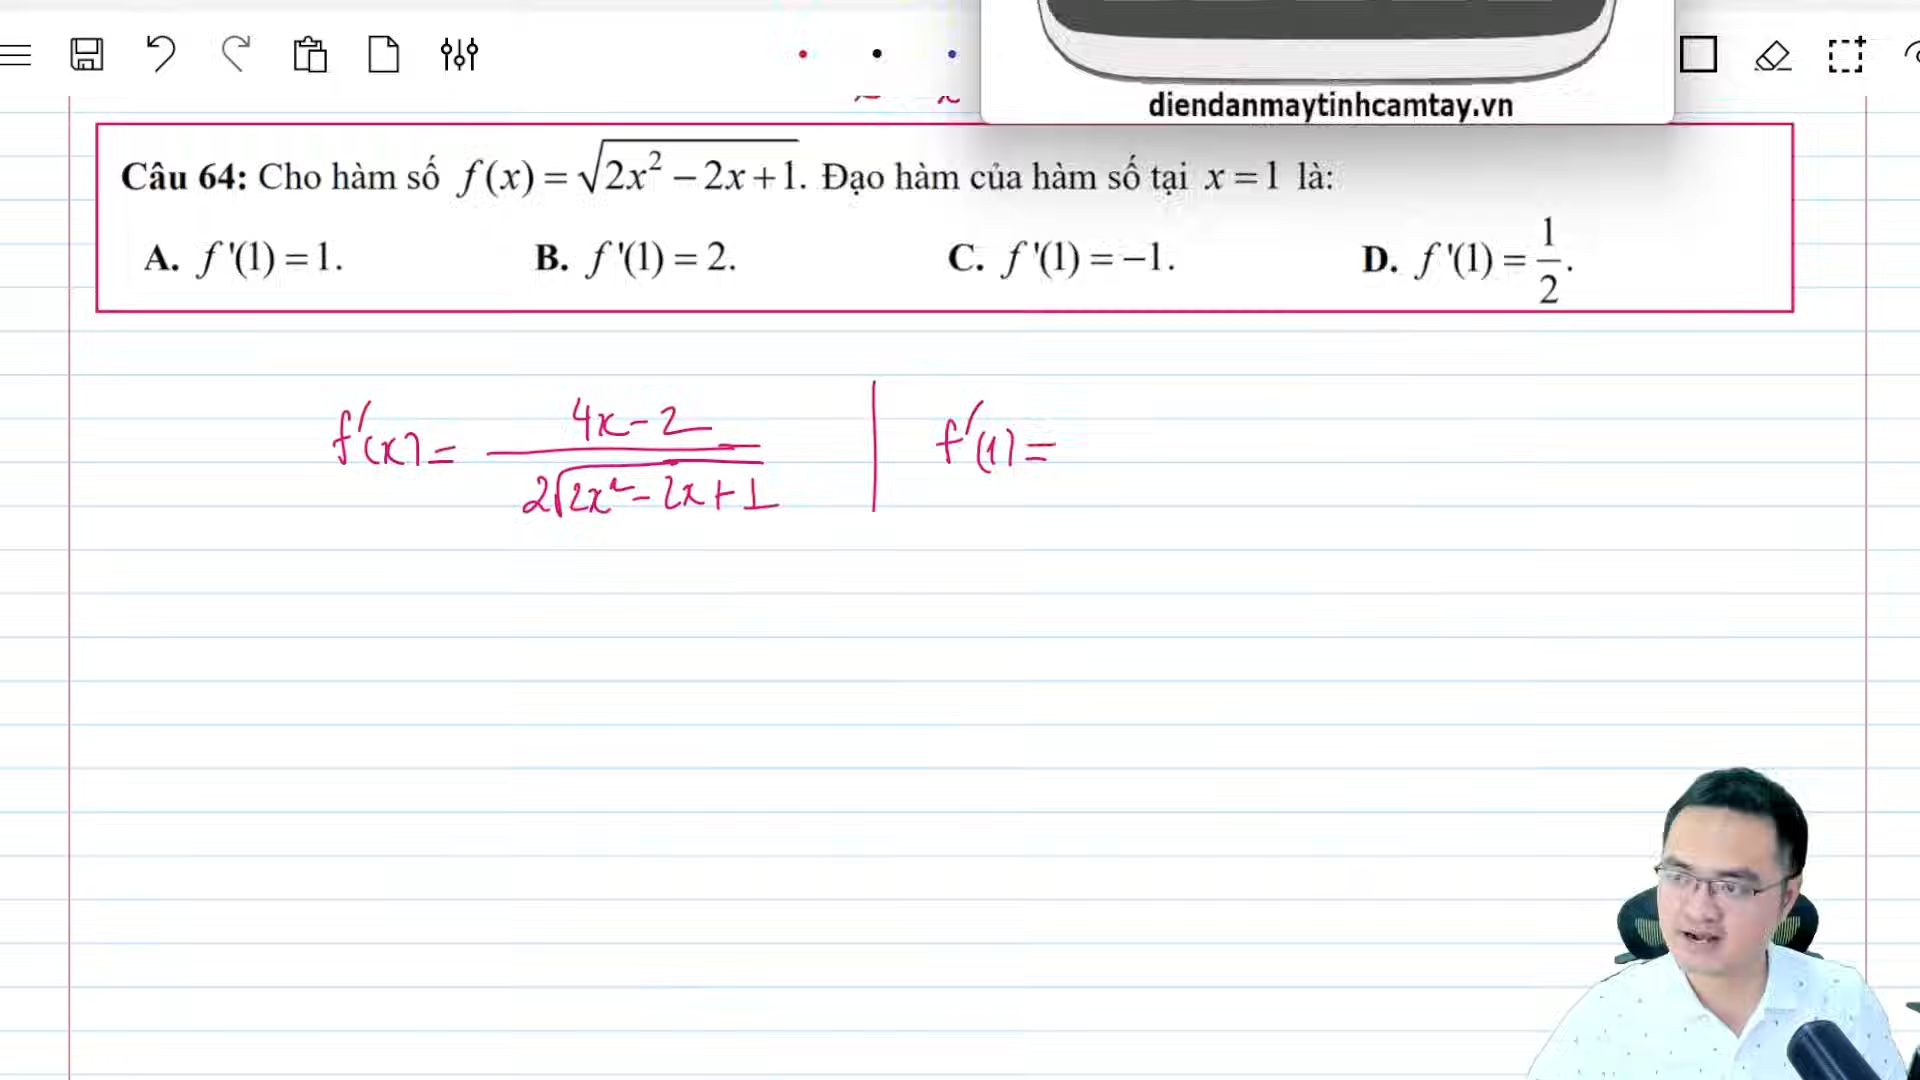 diendanmaytinhcamtay.vn
Câu 64: Cho hàm số f(x) = √(2x² − 2x + 1). Đạo hàm của hàm số tại x = 1 là:
A. f'(1) = 1. B. f'(1) = 2. C. f'(1) = −1. D. f'(1) = 1/2.
f'(x) = (4x − 2)/(2√(2x² − 2x + 1)) | f'(1) =